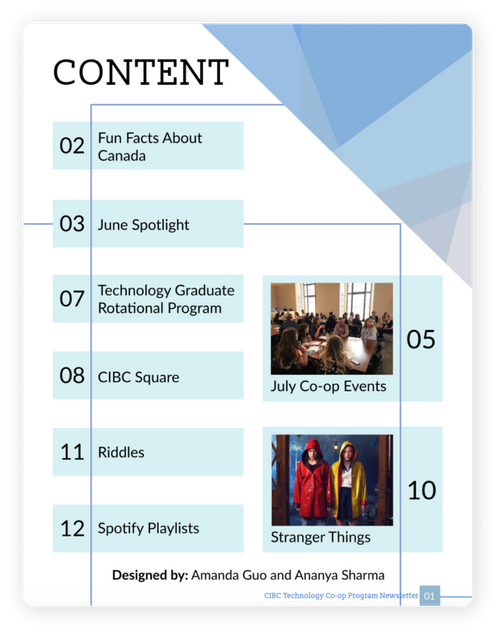 CONTENT
02
Fun Facts About
Canada
03
June Spotlight
07
Technology Graduate
Rotational Program
08
CIBC Square
11
Riddles
12
Spotify Playlists
05
July Co-op Events
10
Stranger Things
Designed by: Amanda Guo and Ananya Sharma
CIBC Technology Co-op Program Newsletter 01